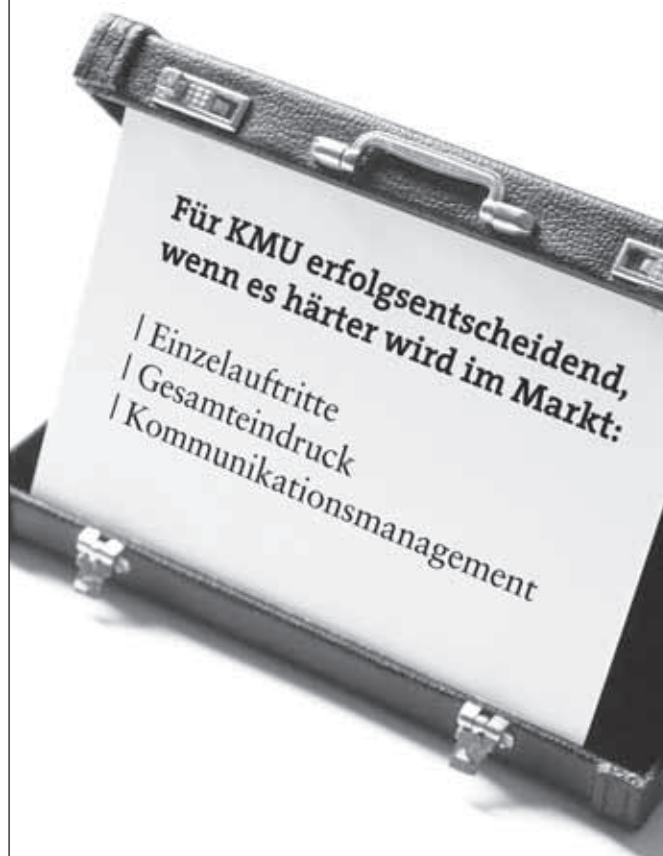 Für KMU erfolgsentscheidend,
wenn es härter wird im Markt:
| Einzelauftritte
| Gesamteindruck
| Kommunikationsmanagement